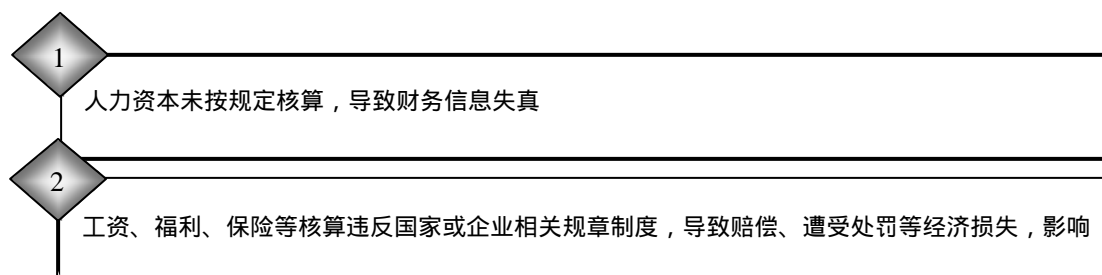 1
人力资本未按规定核算，导致财务信息失真
2
工资、福利、保险等核算违反国家或企业相关规章制度，导致赔偿、遭受处罚等经济损失，影响